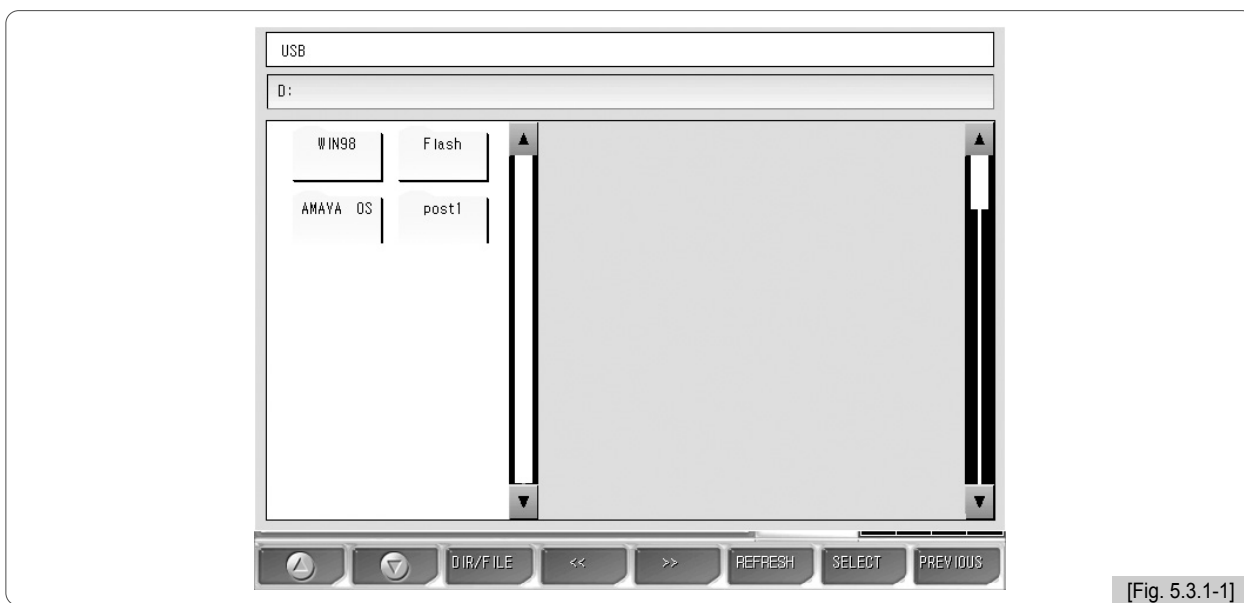 USB
D:
WIN98 Flash
AMAYA OS post1
DIR/FILE << >> REFRESH SELECT PREVIOUS
[Fig. 5.3.1-1]